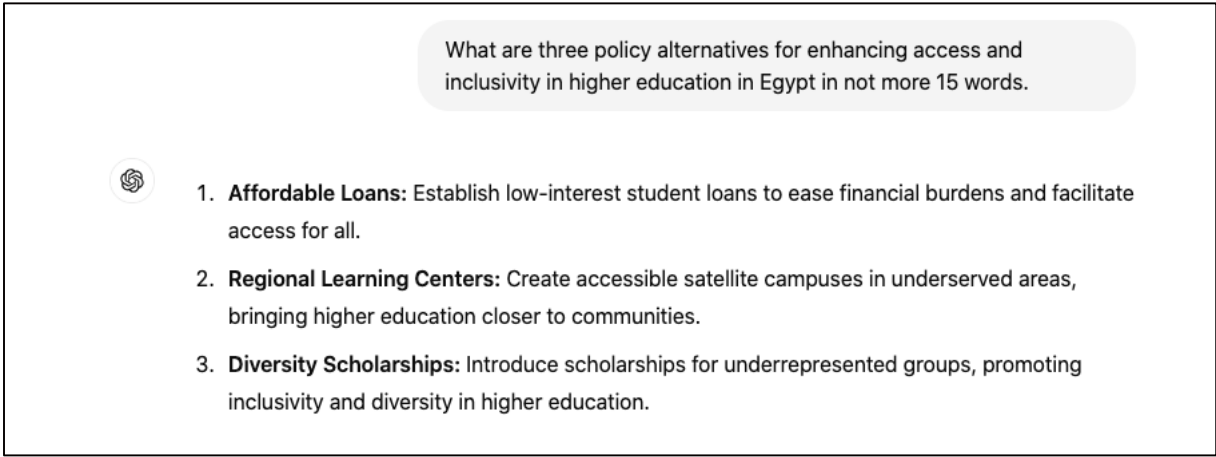 What are three policy alternatives for enhancing access and
inclusivity in higher education in Egypt in not more 15 words.
1. Affordable Loans: Establish low-interest student loans to ease financial burdens and facilitate
access for all.
2. Regional Learning Centers: Create accessible satellite campuses in underserved areas,
bringing higher education closer to communities.
3. Diversity Scholarships: Introduce scholarships for underrepresented groups, promoting
inclusivity and diversity in higher education.